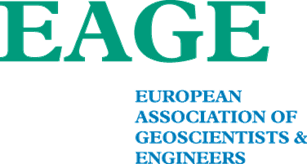 EAGE
EUROPEAN
ASSOCIATION OF
GEOSCIENTISTS &
ENGINEERS